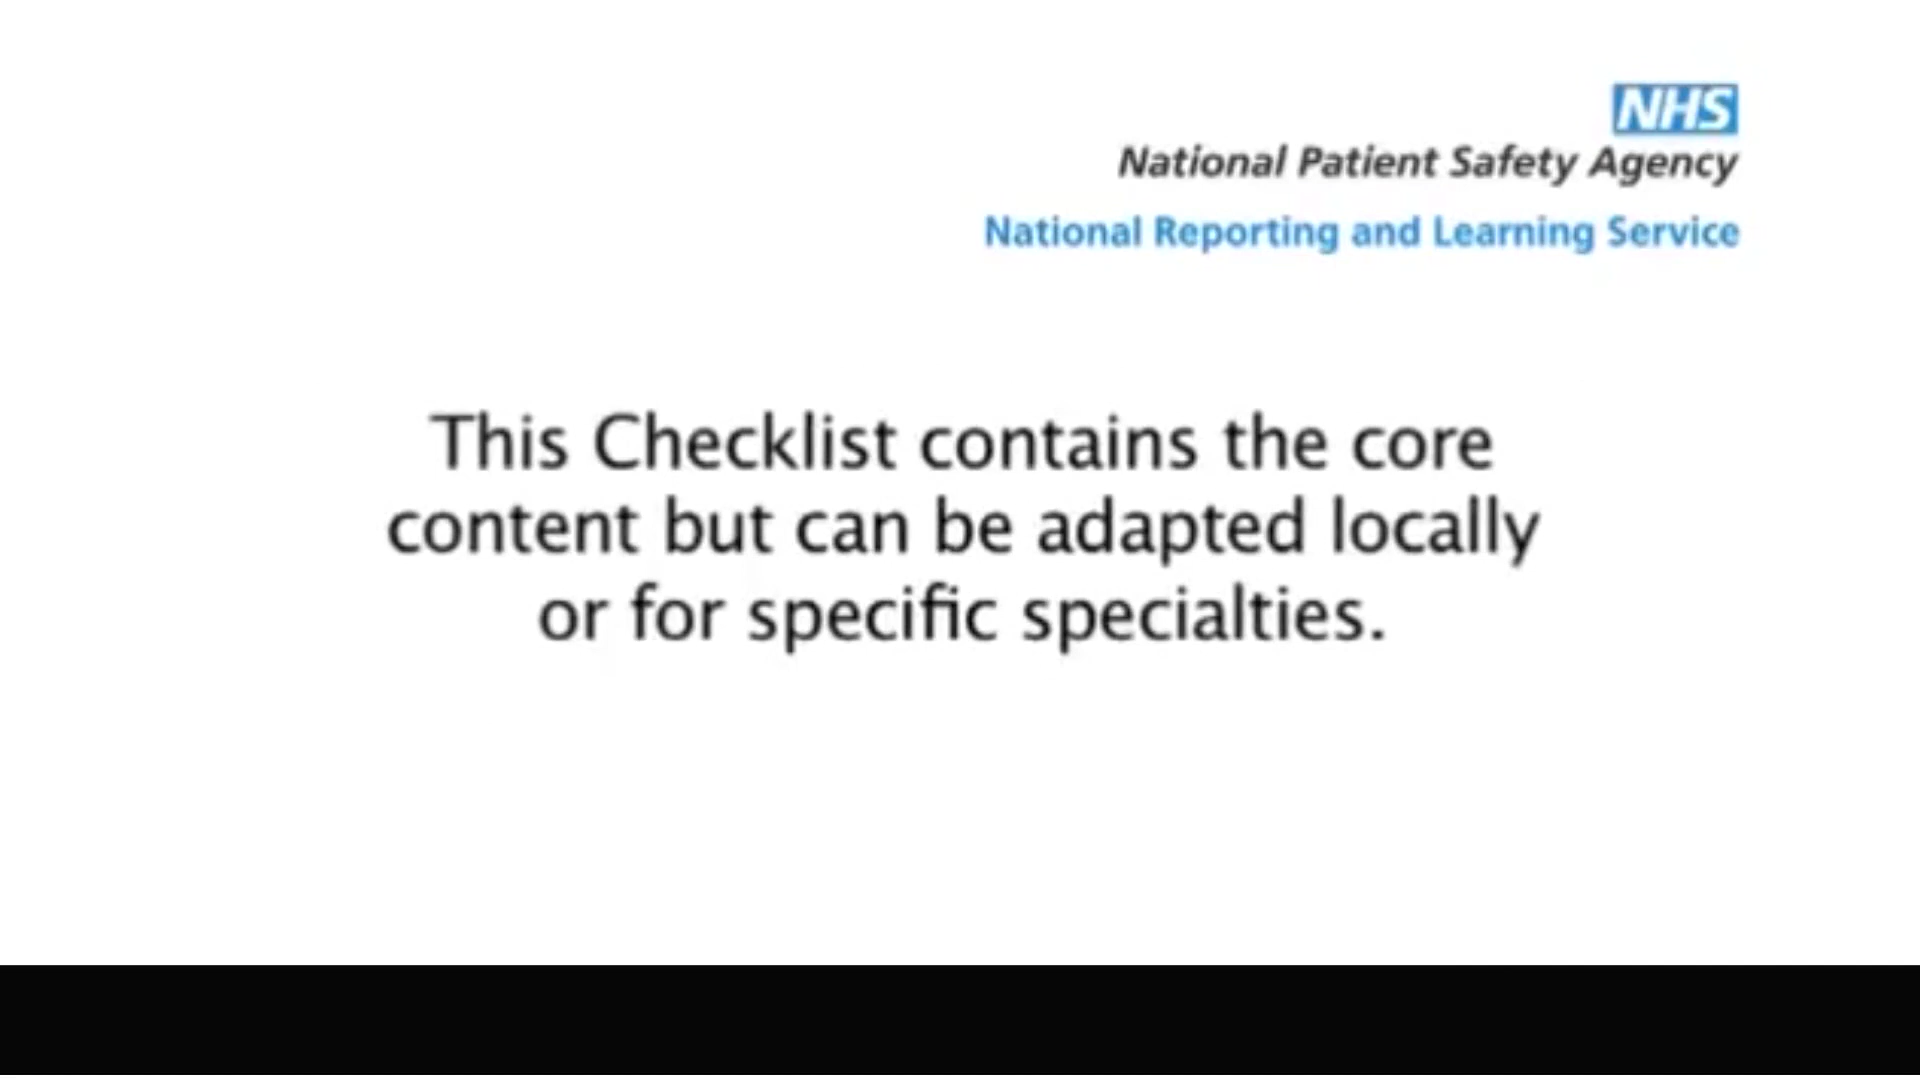 NHS
National Patient Safety Agency
National Reporting and Learning Service
This Checklist contains the core
content but can be adapted locally
or for specific specialties.